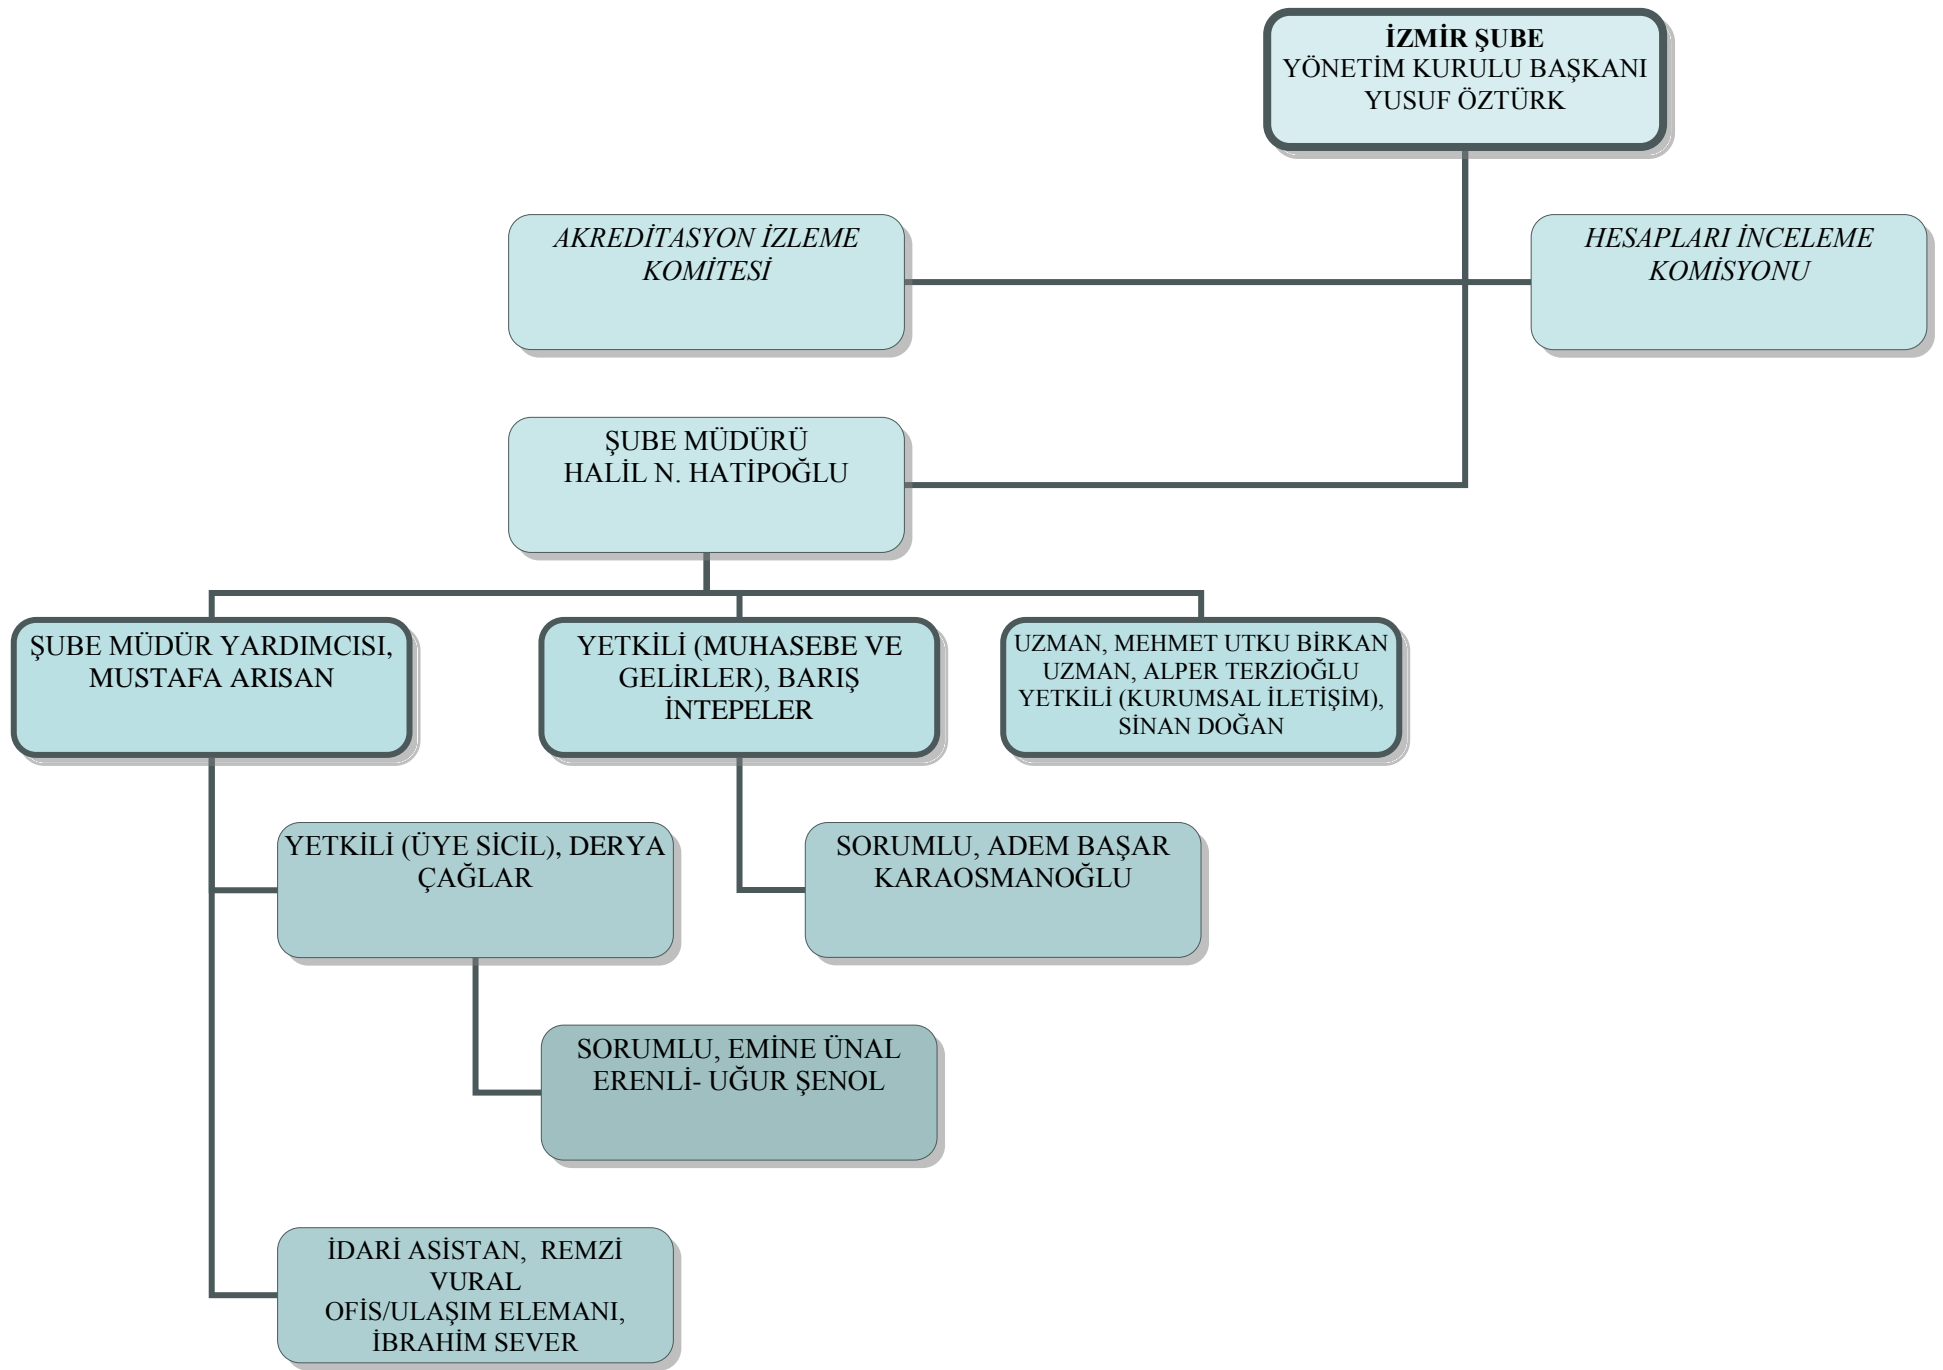 İZMİR ŞUBE
YÖNETİM KURULU BAŞKANI
YUSUF ÖZTÜRK
AKREDİTASYON İZLEME
KOMİTESİ
HESAPLARI İNCELEME
KOMİSYONU
ŞUBE MÜDÜRÜ
HALİL N. HATİPOĞLU
ŞUBE MÜDÜR YARDIMCISI,
MUSTAFA ARISAN
YETKİLİ (MUHASEBE VE
GELİRLER), BARIŞ
İNTEPELER
UZMAN, MEHMET UTKU BİRKAN
UZMAN, ALPER TERZİOĞLU
YETKİLİ (KURUMSAL İLETİŞİM),
SİNAN DOĞAN
YETKİLİ (ÜYE SİCİL), DERYA
ÇAĞLAR
SORUMLU, ADEM BAŞAR
KARAOSMANOĞLU
SORUMLU, EMİNE ÜNAL
ERENLİ- UĞUR ŞENOL
İDARİ ASİSTAN,  REMZİ
VURAL
OFİS/ULAŞIM ELEMANI,
İBRAHİM SEVER